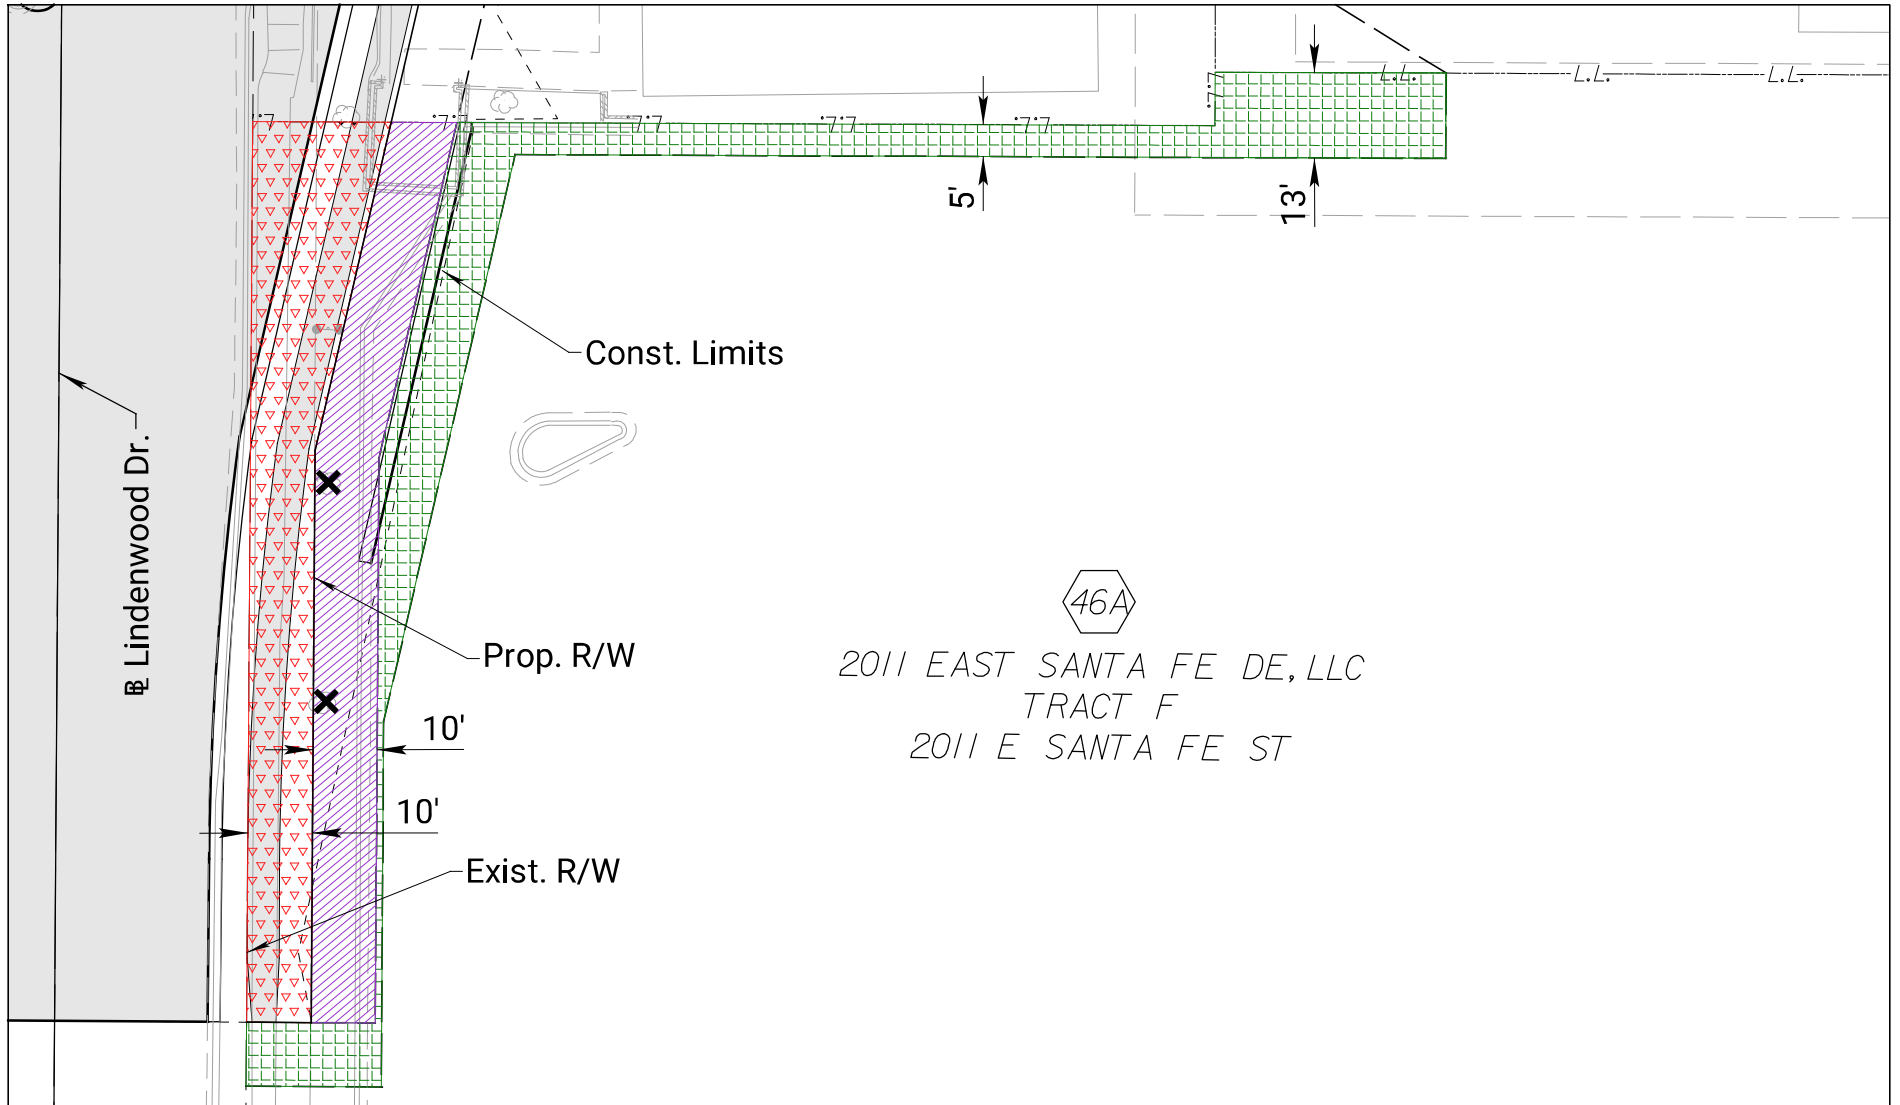 L.L.
L.L.
L.L.
L.L.
L.L.
L.L.
L.L.
L.L.
L.L.
5'
13'
Const. Limits
℄ Lindenwood Dr.
46A
2011 EAST SANTA FE DE, LLC
TRACT F
2011 E SANTA FE ST
Prop. R/W
10'
10'
Exist. R/W